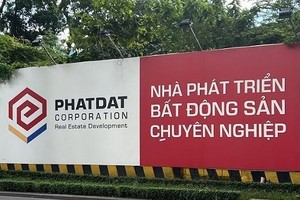 PHATDAT
CORPORATION
Real Estate Development
NHÀ PHÁT TRIỂN
BẤT ĐỘNG SẢN
CHUYÊN NGHIỆP